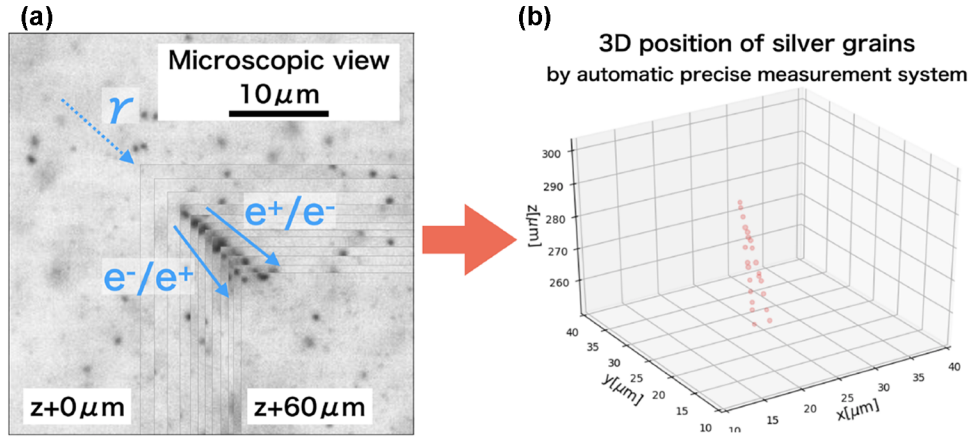 (a)
Microscopic view
10μm
γ
e⁺/e⁻
e⁻/e⁺
z+0μm
z+60μm
(b)
3D position of silver grains
by automatic precise measurement system
300
290
280
270
260
z[μm]
40
35
30
25
20
15
10
y[μm]
10
15
20
25
30
35
40
x[μm]